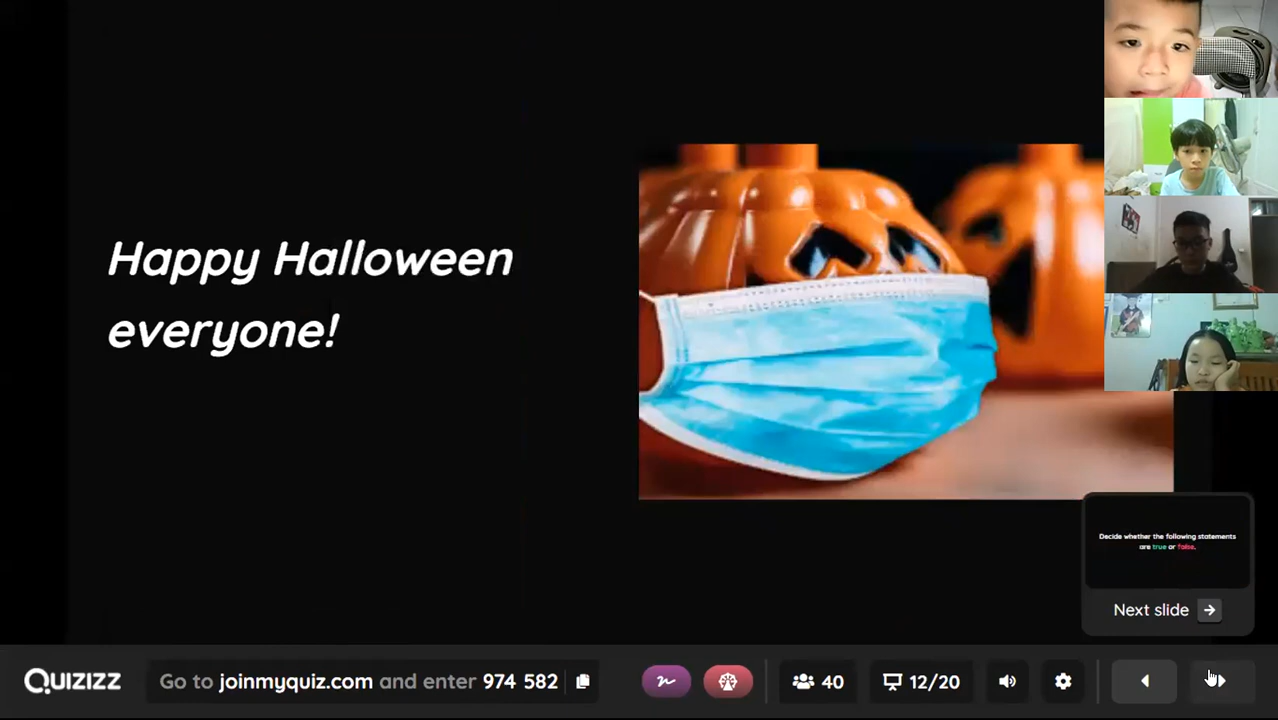 Happy Halloween
everyone!
Decide whether the following statements
are true or false.
Next slide
QUIZIZZ
Go to joinmyquiz.com and enter 974 582
40
12/20